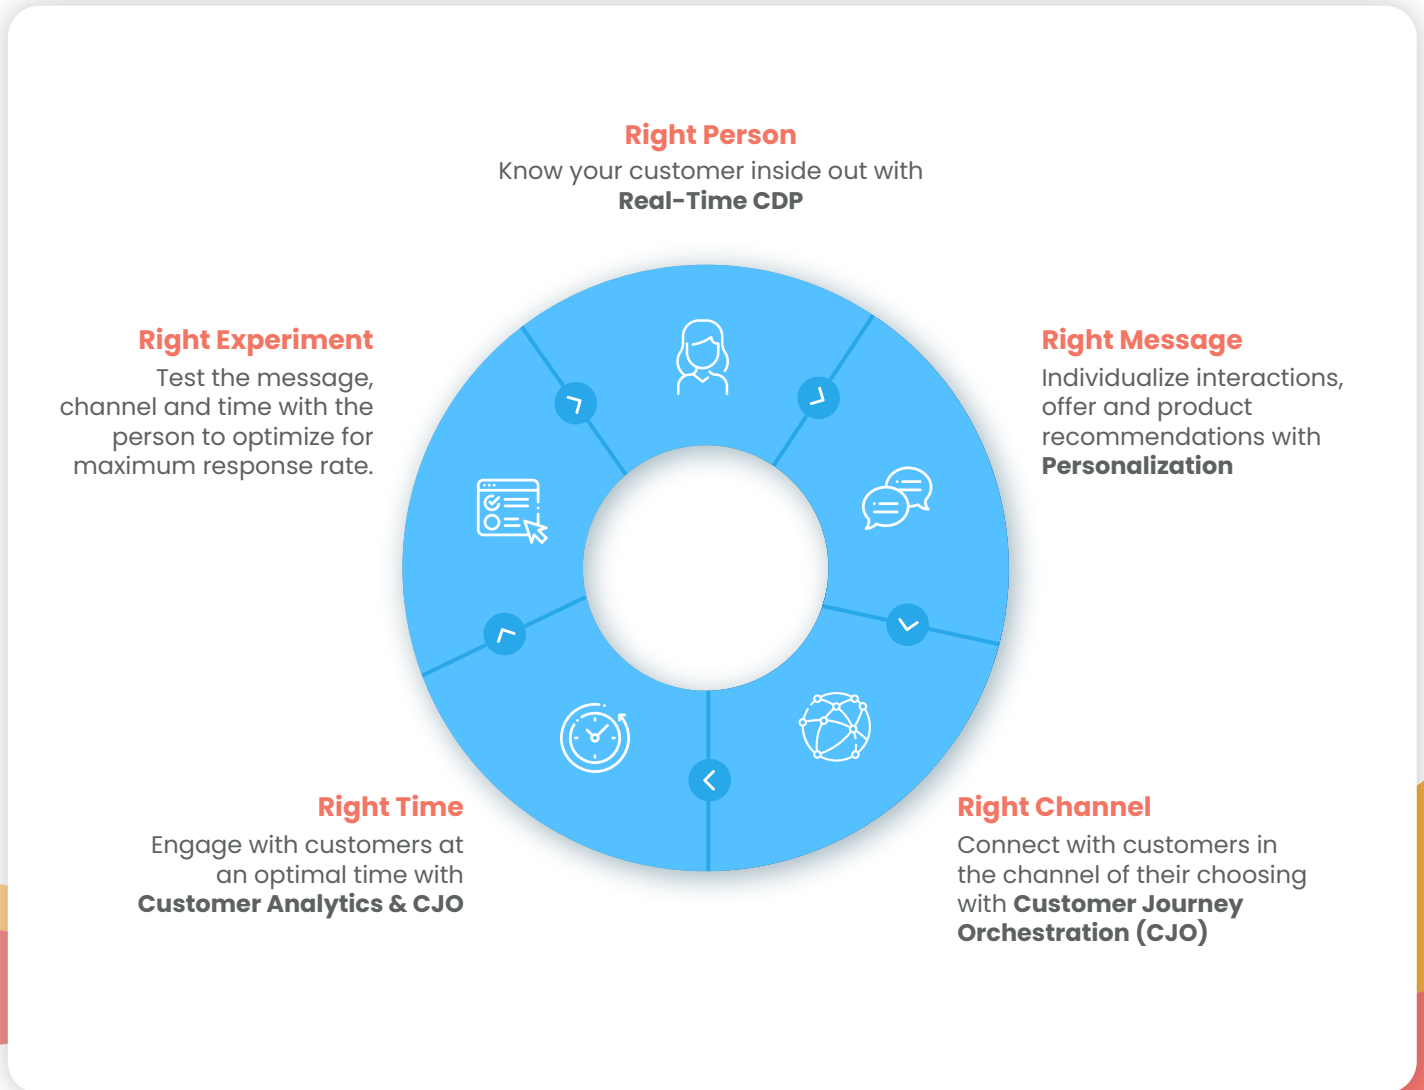 Right Person
Know your customer inside out with
Real-Time CDP
Right Experiment
Test the message,
channel and time with the
person to optimize for
maximum response rate.
Right Message
Individualize interactions,
offer and product
recommendations with
Personalization
Right Time
Engage with customers at
an optimal time with
Customer Analytics & CJO
Right Channel
Connect with customers in
the channel of their choosing
with Customer Journey
Orchestration (CJO)